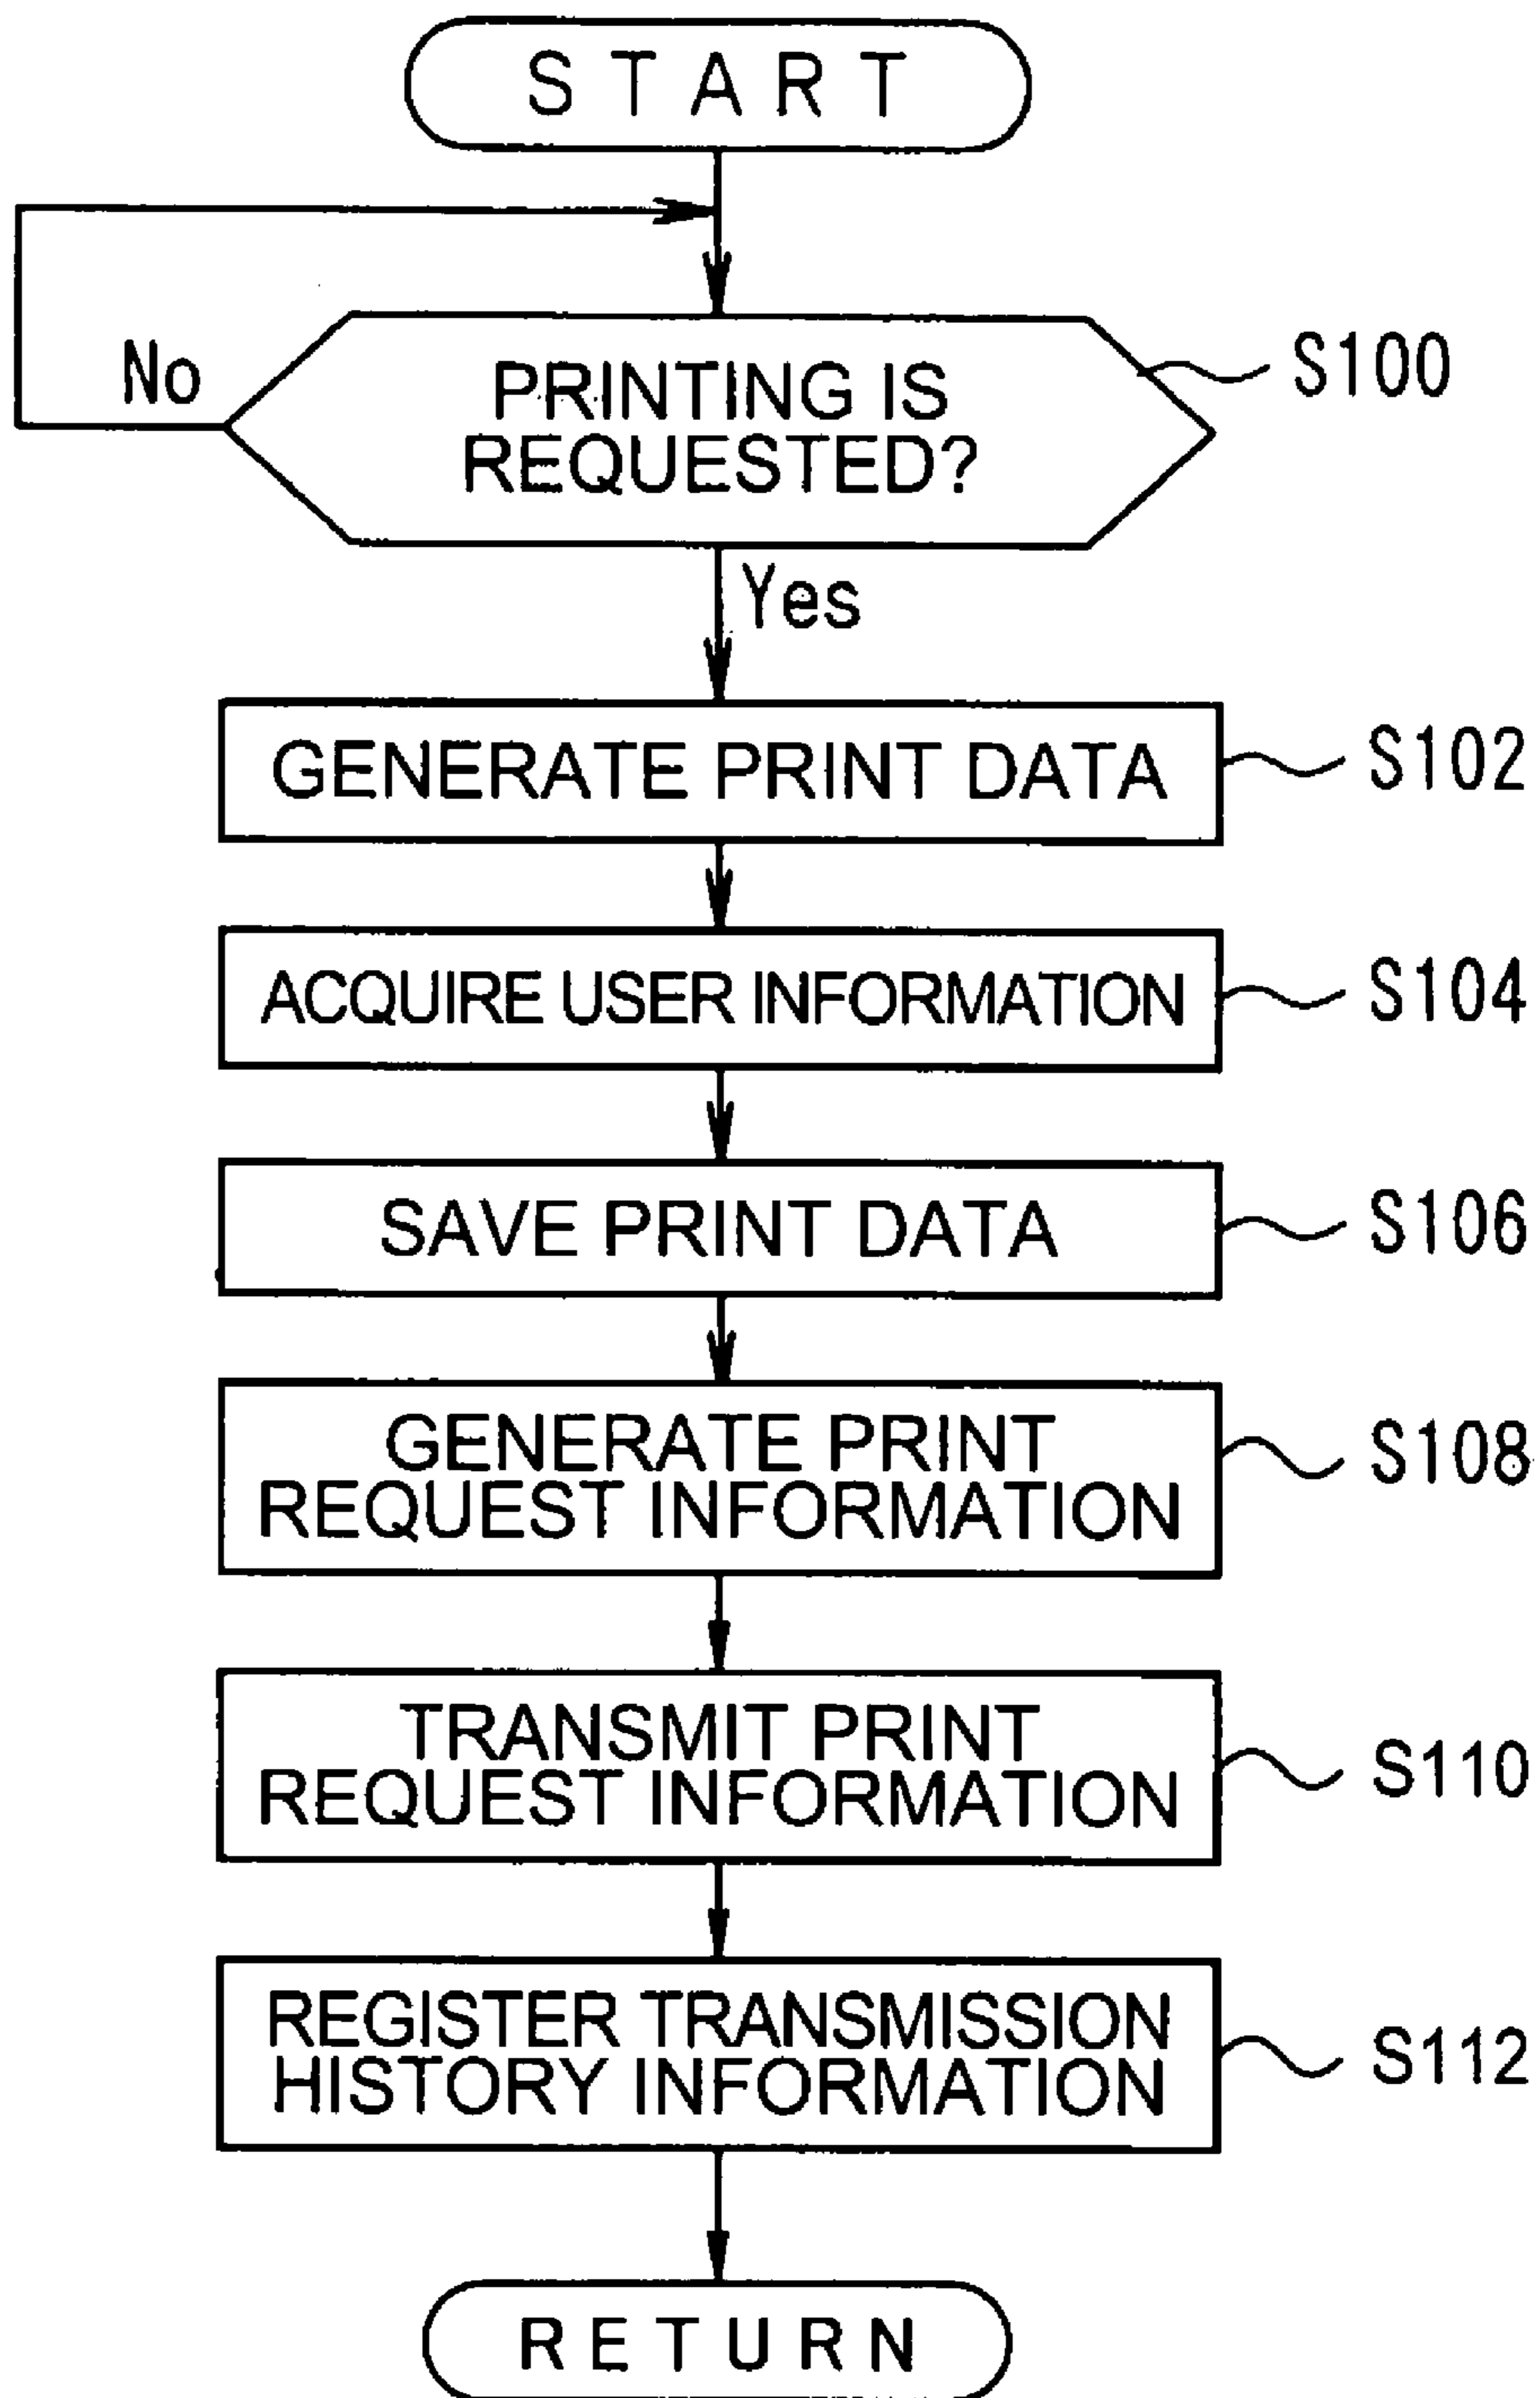 START
No
PRINTING IS
REQUESTED?
S100
Yes
GENERATE PRINT DATA
S102
ACQUIRE USER INFORMATION
S104
SAVE PRINT DATA
S106
GENERATE PRINT
REQUEST INFORMATION
S108
TRANSMIT PRINT
REQUEST INFORMATION
S110
REGISTER TRANSMISSION
HISTORY INFORMATION
S112
RETURN